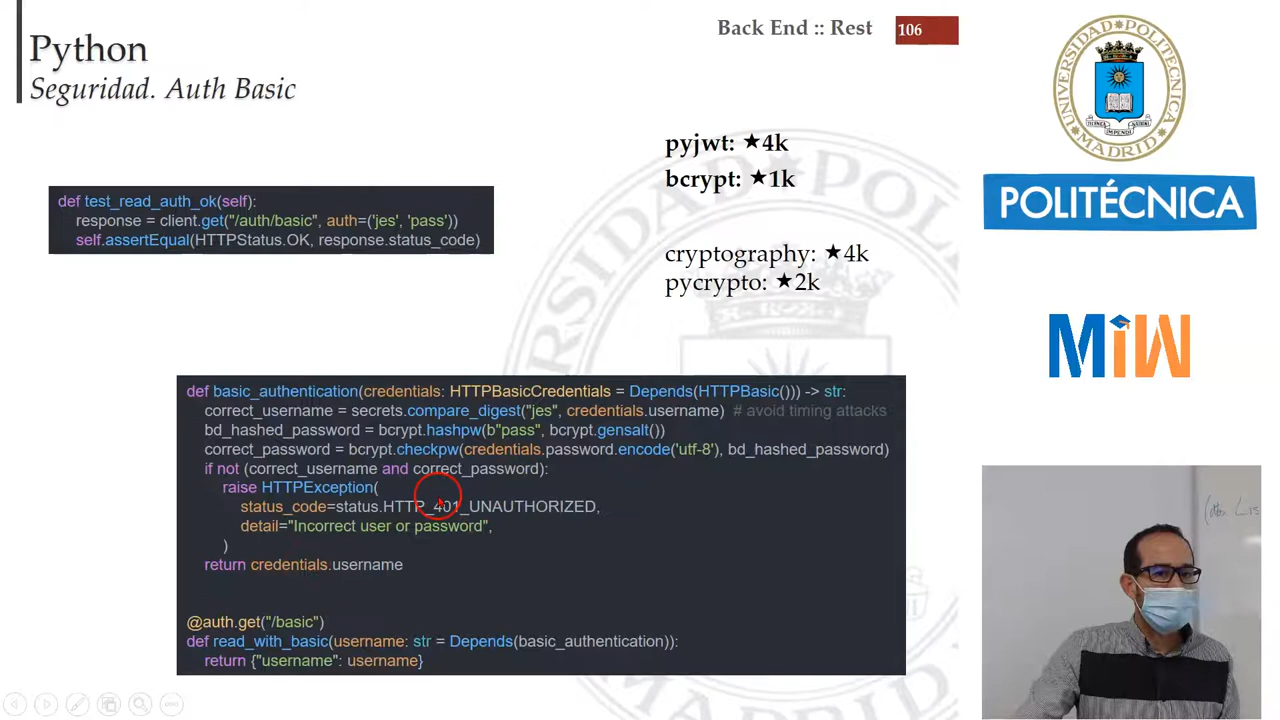 Python
Seguridad. Auth Basic
Back End :: Rest
106
pyjwt: ★4k
bcrypt: ★1k
cryptography: ★4k
pycrypto: ★2k
def test_read_auth_ok(self):
response = client.get("/auth/basic", auth=('jes', 'pass'))
self.assertEqual(HTTPStatus.OK, response.status_code)
def basic_authentication(credentials: HTTPBasicCredentials = Depends(HTTPBasic())) -> str:
correct_username = secrets.compare_digest("jes", credentials.username) # avoid timing attacks
bd_hashed_password = bcrypt.hashpw(b"pass", bcrypt.gensalt())
correct_password = bcrypt.checkpw(credentials.password.encode('utf-8'), bd_hashed_password)
if not (correct_username and correct_password):
raise HTTPException(
status_code=status.HTTP_401_UNAUTHORIZED,
detail="Incorrect user or password",
)
return credentials.username
@auth.get("/basic")
def read_with_basic(username: str = Depends(basic_authentication)):
return {"username": username}
UNIVERSIDAD POLITÉCNICA
MADRID
POLITÉCNICA
MiW